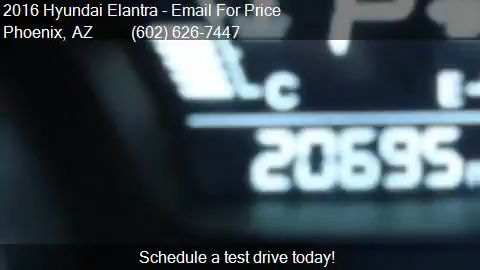 2016 Hyundai Elantra - Email For Price
Phoenix, AZ (602) 626-7447
C E
20695
Schedule a test drive today!